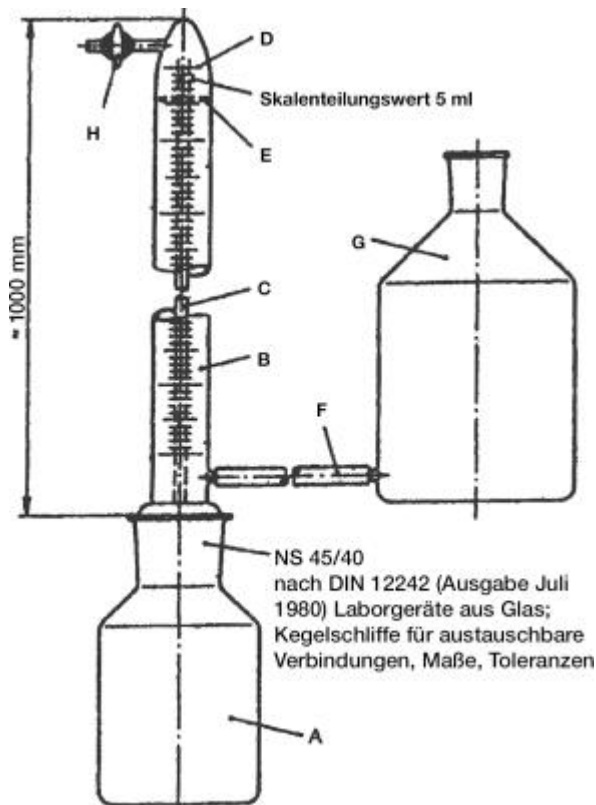 D
Skalenteilungswert 5 ml
H
E
G
≈1000 mm
C
B
F
NS 45/40
nach DIN 12242 (Ausgabe Juli
1980) Laborgeräte aus Glas;
Kegelschliffe für austauschbare
Verbindungen, Maße, Toleranzen
A